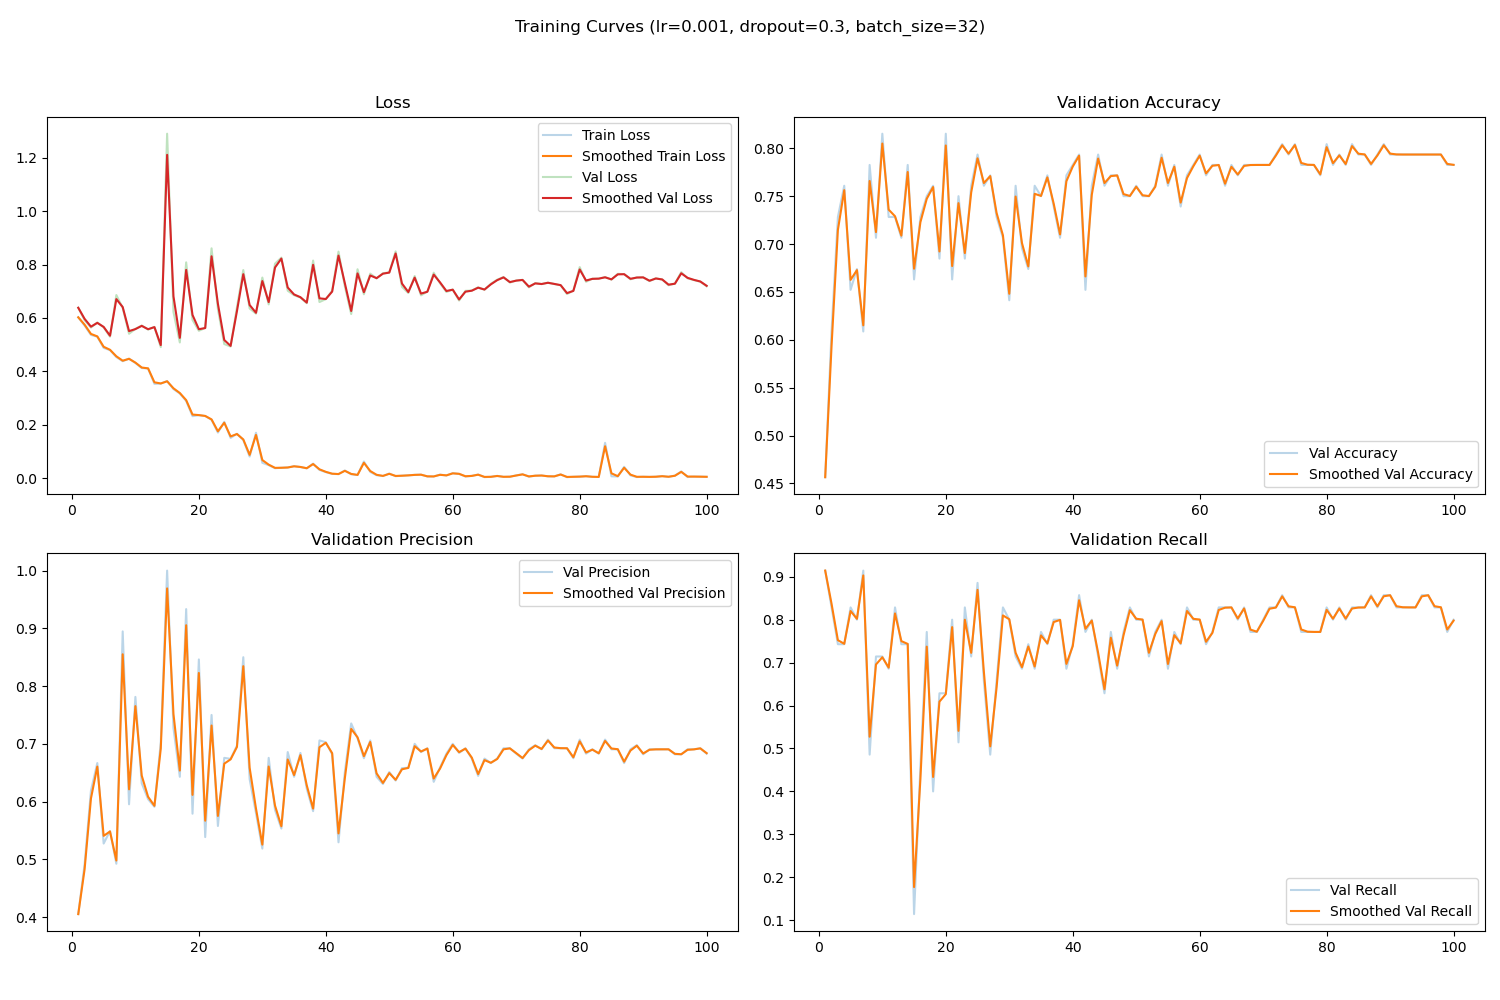 Training Curves (lr=0.001, dropout=0.3, batch_size=32)
Loss
Train Loss
Smoothed Train Loss
Val Loss
Smoothed Val Loss
1.2
1.0
0.8
0.6
0.4
0.2
0.0
0 20 40 60 80 100
Validation Accuracy
0.80
0.75
0.70
0.65
0.60
0.55
0.50
0.45
Val Accuracy
Smoothed Val Accuracy
0 20 40 60 80 100
Validation Precision
Val Precision
Smoothed Val Precision
1.0
0.9
0.8
0.7
0.6
0.5
0.4
0 20 40 60 80 100
Validation Recall
0.9
0.8
0.7
0.6
0.5
0.4
0.3
0.2
0.1
Val Recall
Smoothed Val Recall
0 20 40 60 80 100